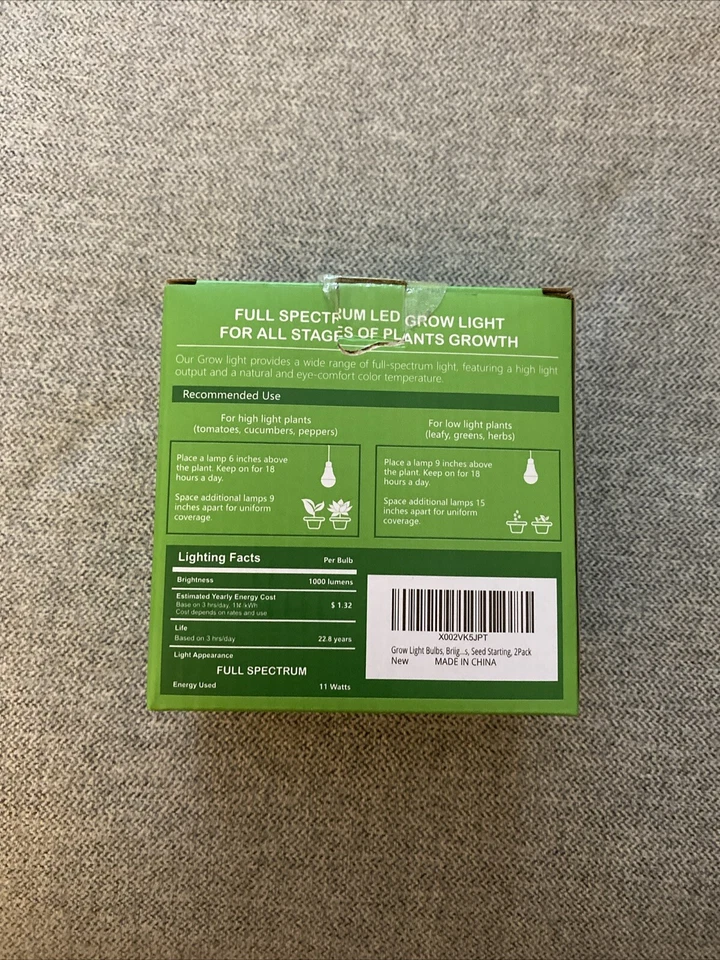 FULL SPECTRUM LED GROW LIGHT
FOR ALL STAGES OF PLANTS GROWTH
Our Grow light provides a wide range of full-spectrum light, featuring a high light
output and a natural and eye-comfort color temperature.
Recommended Use
For high light plants
(tomatoes, cucumbers, peppers)
Place a lamp 6 inches above
the plant. Keep on for 18
hours a day.
Space additional lamps 9
inches apart for uniform
coverage.
For low light plants
(leafy, greens, herbs)
Place a lamp 9 inches above
the plant. Keep on for 18
hours a day.
Space additional lamps 15
inches apart for uniform
coverage.
Lighting Facts Per Bulb
Brightness 1000 lumens
Estimated Yearly Energy Cost
Base on 3 hrs/day, 11¢/kWh
Cost depends on rates and use
$ 1.32
Life
Based on 3 hrs/day 22.8 years
Light Appearance
FULL SPECTRUM
Energy Used 11 Watts
X002VK5JPT
Grow Light Bulbs, Briig...s, Seed Starting, 2Pack
New MADE IN CHINA